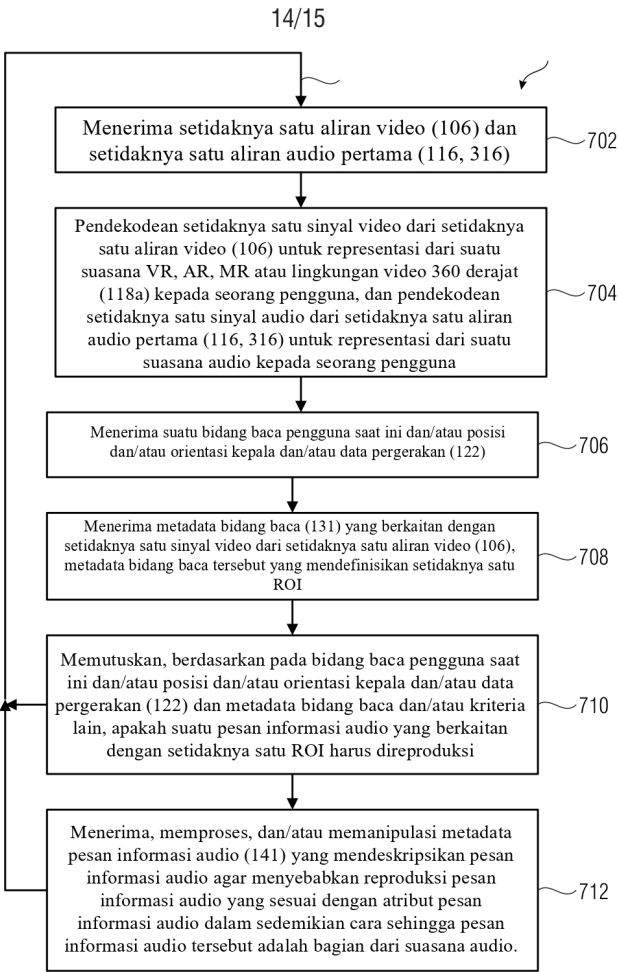 14/15
Menerima setidaknya satu aliran video (106) dan
setidaknya satu aliran audio pertama (116, 316)
702
Pendekodean setidaknya satu sinyal video dari setidaknya
satu aliran video (106) untuk representasi dari suatu
suasana VR, AR, MR atau lingkungan video 360 derajat
(118a) kepada seorang pengguna, dan pendekodean
setidaknya satu sinyal audio dari setidaknya satu aliran
audio pertama (116, 316) untuk representasi dari suatu
suasana audio kepada seorang pengguna
704
Menerima suatu bidang baca pengguna saat ini dan/atau posisi
dan/atau orientasi kepala dan/atau data pergerakan (122)
706
Menerima metadata bidang baca (131) yang berkaitan dengan
setidaknya satu sinyal video dari setidaknya satu aliran video (106),
metadata bidang baca tersebut yang mendefinisikan setidaknya satu
ROI
708
Memutuskan, berdasarkan pada bidang baca pengguna saat
ini dan/atau posisi dan/atau orientasi kepala dan/atau data
pergerakan (122) dan metadata bidang baca dan/atau kriteria
lain, apakah suatu pesan informasi audio yang berkaitan
dengan setidaknya satu ROI harus direproduksi
710
Menerima, memproses, dan/atau memanipulasi metadata
pesan informasi audio (141) yang mendeskripsikan pesan
informasi audio agar menyebabkan reproduksi pesan
informasi audio yang sesuai dengan atribut pesan
informasi audio dalam sedemikian cara sehingga pesan
informasi audio tersebut adalah bagian dari suasana audio.
712